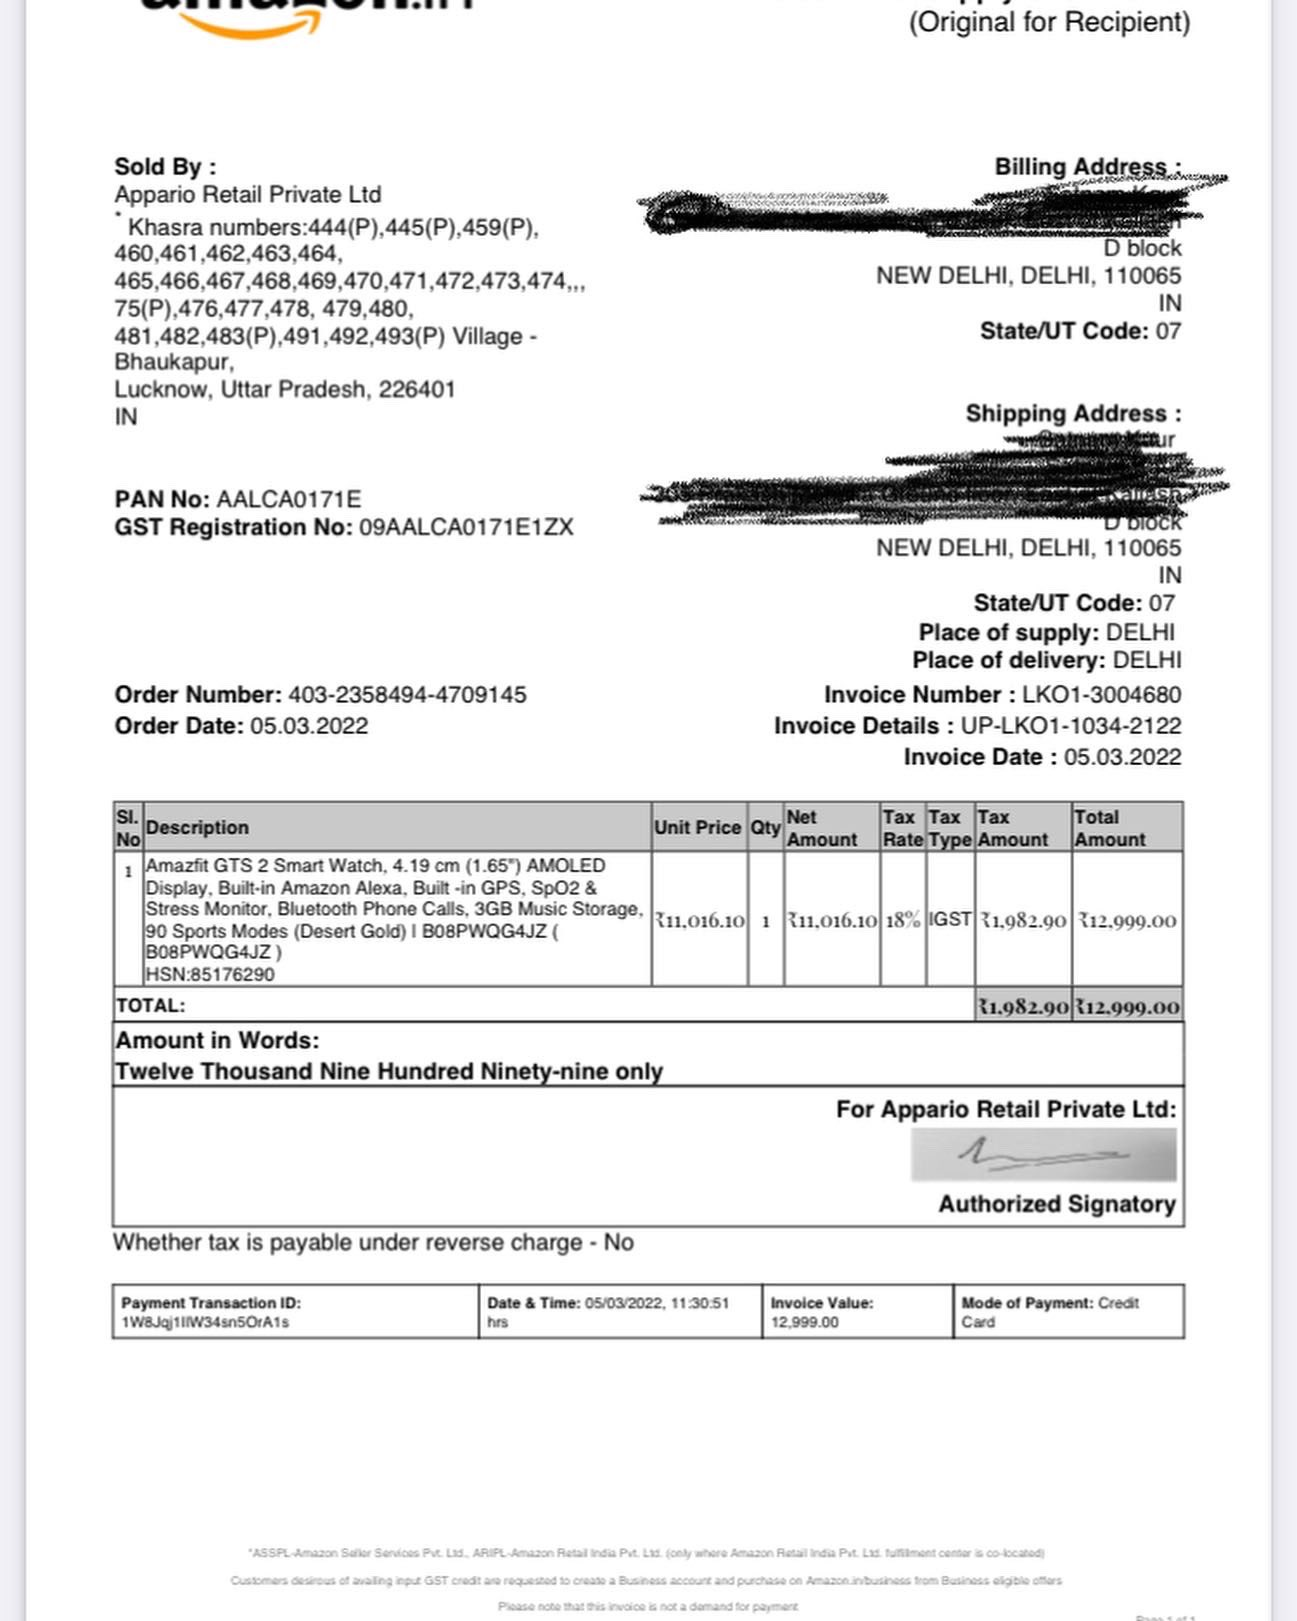 (Original for Recipient)
Sold By :
Appario Retail Private Ltd
* Khasra numbers:444(P),445(P),459(P),
460,461,462,463,464,
465,466,467,468,469,470,471,472,473,474,,,
75(P),476,477,478, 479,480,
481,482,483(P),491,492,493(P) Village -
Bhaukapur,
Lucknow, Uttar Pradesh, 226401
IN
PAN No: AALCA0171E
GST Registration No: 09AALCA0171E1ZX
Billing Address :
D block
NEW DELHI, DELHI, 110065
IN
State/UT Code: 07
Shipping Address :
D block
NEW DELHI, DELHI, 110065
IN
State/UT Code: 07
Place of supply: DELHI
Place of delivery: DELHI
Order Number: 403-2358494-4709145
Order Date: 05.03.2022
Invoice Number : LKO1-3004680
Invoice Details : UP-LKO1-1034-2122
Invoice Date : 05.03.2022
Sl. No Description Unit Price Qty Net Amount Tax Rate Tax Type Tax Amount Total Amount
1 Amazfit GTS 2 Smart Watch, 4.19 cm (1.65") AMOLED
Display, Built-in Amazon Alexa, Built -in GPS, SpO2 &
Stress Monitor, Bluetooth Phone Calls, 3GB Music Storage,
90 Sports Modes (Desert Gold) | B08PWQG4JZ (
B08PWQG4JZ )
HSN:85176290
₹11,016.10 1 ₹11,016.10 18% IGST ₹1,982.90 ₹12,999.00
TOTAL: ₹1,982.90 ₹12,999.00
Amount in Words:
Twelve Thousand Nine Hundred Ninety-nine only
For Appario Retail Private Ltd:
Authorized Signatory
Whether tax is payable under reverse charge - No
Payment Transaction ID:
1W8Jqj1IIW34sn5OrA1s
Date & Time: 05/03/2022, 11:30:51
hrs
Invoice Value:
12,999.00
Mode of Payment: Credit
Card
*ASSPL-Amazon Seller Services Pvt. Ltd., ARIPL-Amazon Retail India Pvt. Ltd. (only where Amazon Retail India Pvt. Ltd. fulfillment center is co-located)
Customers desirous of availing input GST credit are requested to create a Business account and purchase on Amazon.in/business from Business eligible offers
Please note that this invoice is not a demand for payment